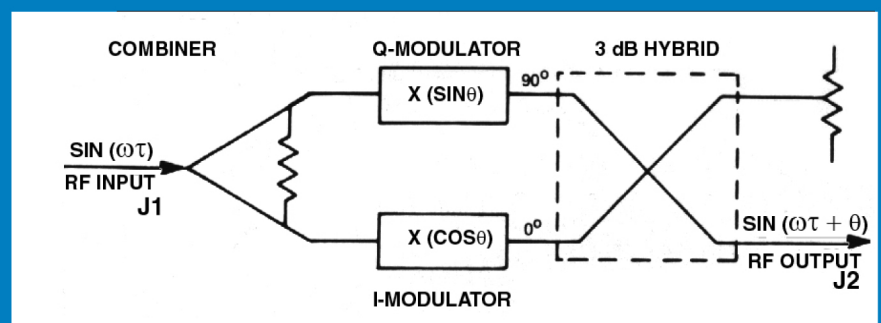 COMBINER
Q-MODULATOR
3 dB HYBRID
X (SINθ)
90°
SIN (ωτ)
RF INPUT
J1
X (COSθ)
0°
SIN (ωτ + θ)
RF OUTPUT
J2
I-MODULATOR